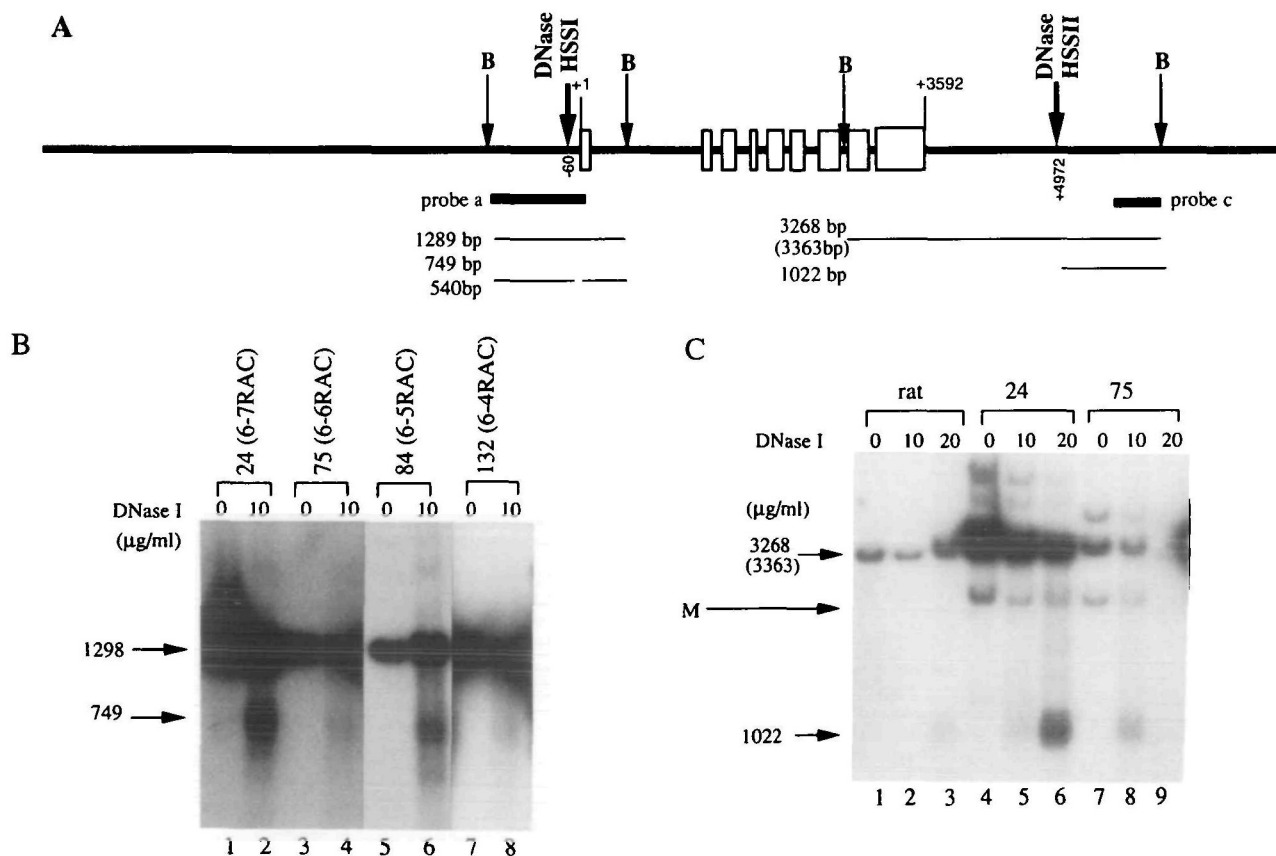 A
B
DNase
HSSI
+1
B
B
+3592
DNase
HSSII
B
-60
+4972
probe a
probe c
1289 bp
749 bp
540bp
3268 bp
(3363bp)
1022 bp
B
24 (6-7RAC)
75 (6-6RAC)
84 (6-5RAC)
132 (6-4RAC)
DNase I
0 10 0 10 0 10 0 10
(µg/ml)
1298
749
1 2 3 4 5 6 7 8
C
rat 24 75
DNase I
0 10 20 0 10 20 0 10 20
(µg/ml)
3268
(3363)
M
1022
1 2 3 4 5 6 7 8 9